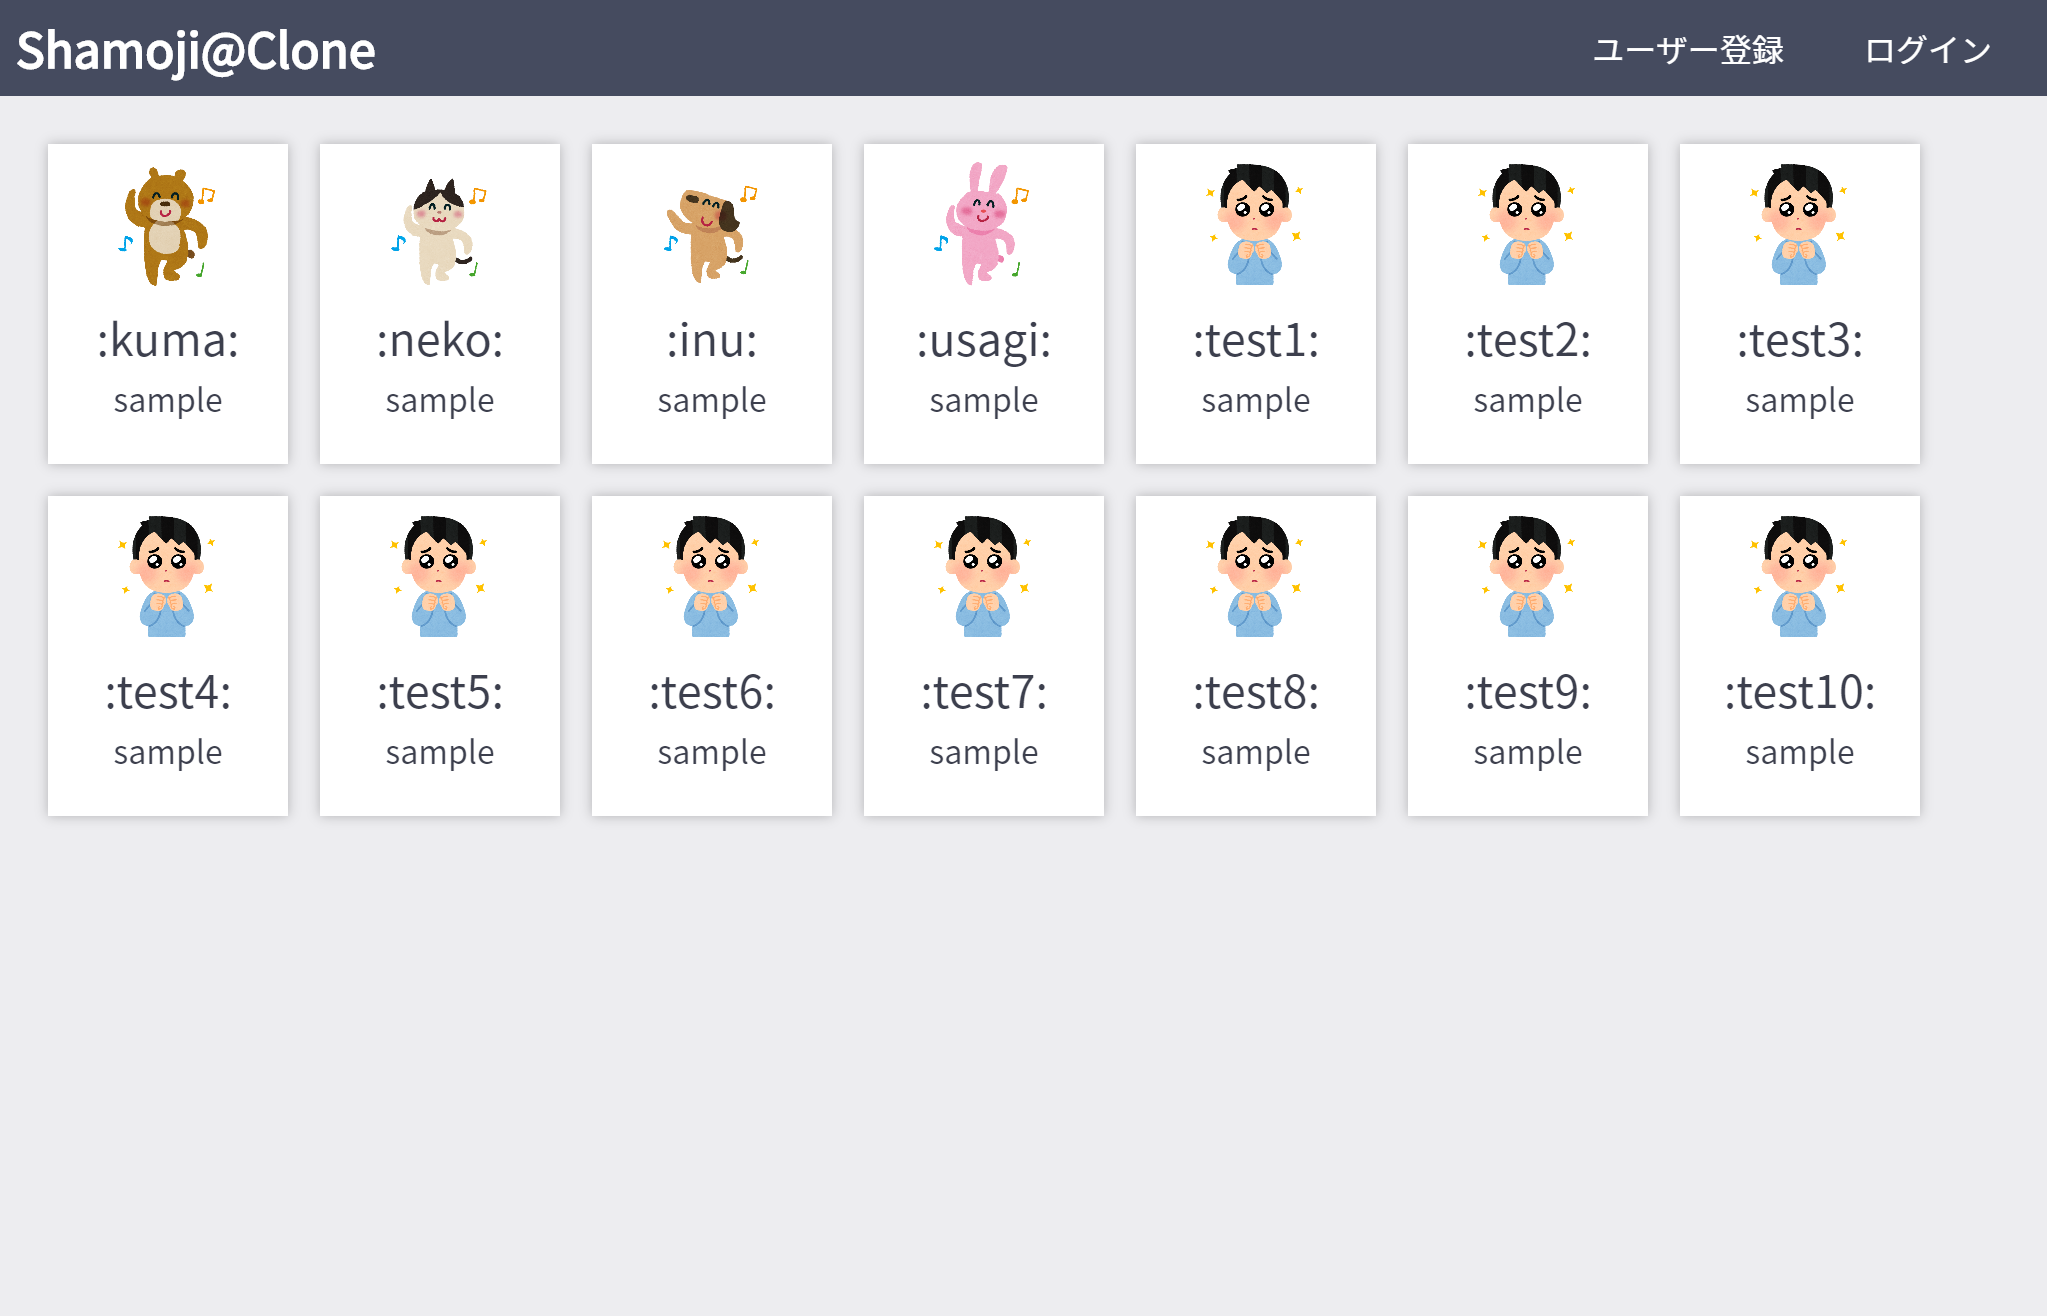 Shamoji@Clone ユーザー登録 ログイン
:kuma: :neko: :inu: :usagi: :test1: :test2: :test3:
sample sample sample sample sample sample sample
:test4: :test5: :test6: :test7: :test8: :test9: :test10:
sample sample sample sample sample sample sample